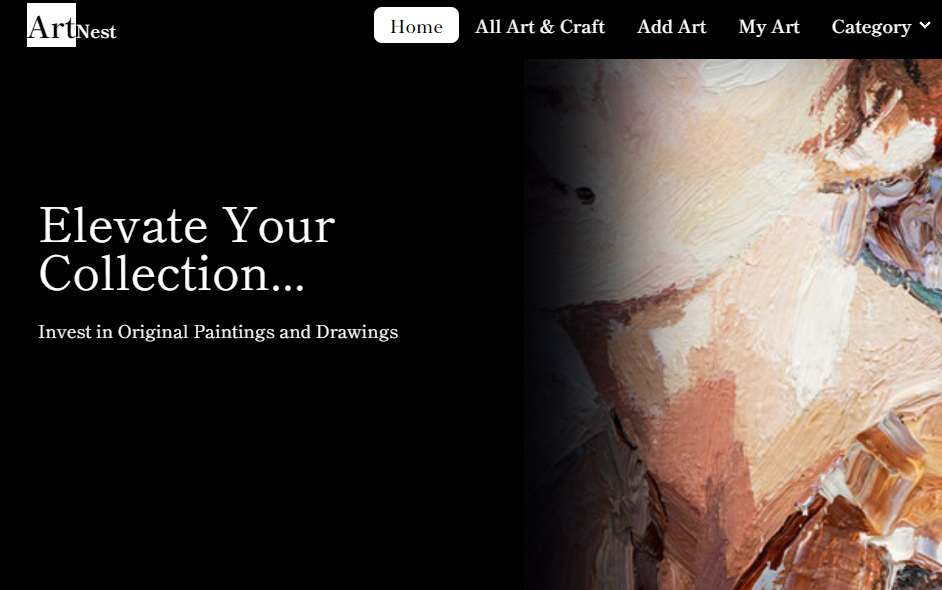 ArtNest
Home All Art & Craft Add Art My Art Category
Elevate Your
Collection...
Invest in Original Paintings and Drawings